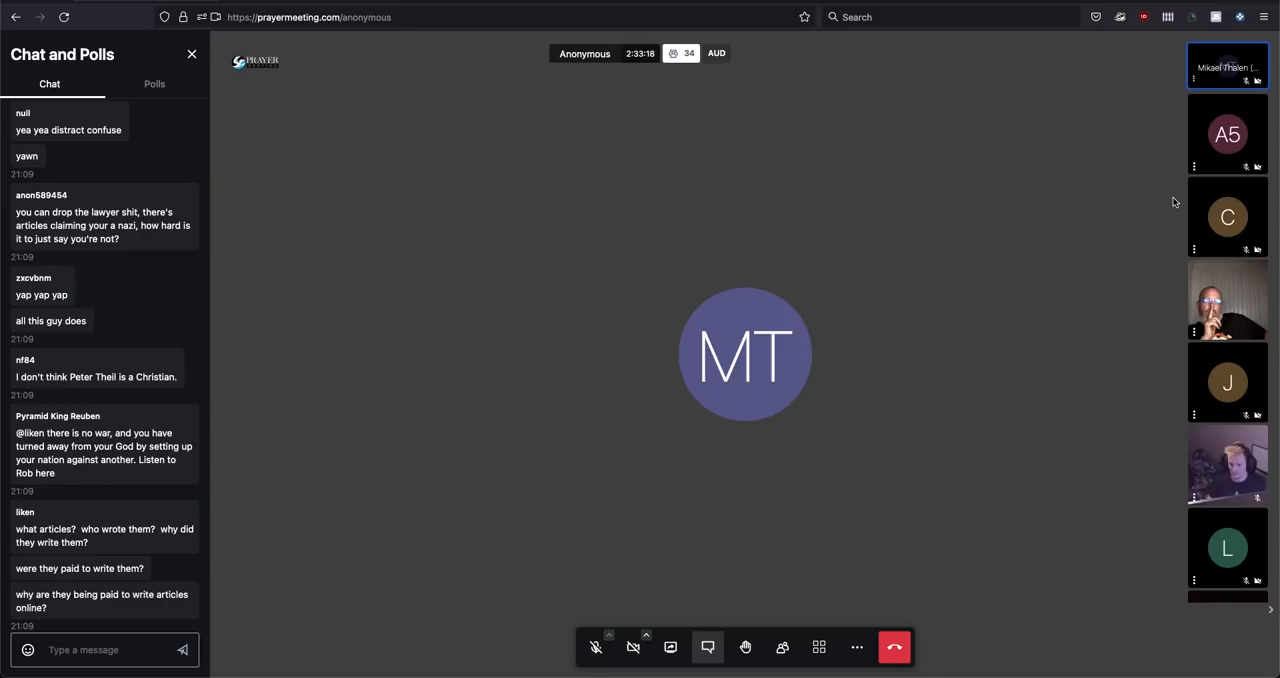 https://prayermeeting.com/anonymous
Search
Chat and Polls
Chat
Polls
null
yea yea distract confuse
yawn
21:09
anon589454
you can drop the lawyer shit, there's
articles claiming your a nazi, how hard is
it to just say you're not?
21:09
zxcvbnm
yap yap yap
all this guy does
21:09
nf84
I don't think Peter Theil is a Christian.
21:09
Pyramid King Reuben
@liken there is no war, and you have
turned away from your God by setting up
your nation against another. Listen to
Rob here
21:09
liken
what articles? who wrote them? why did
they write them?
were they paid to write them?
why are they being paid to write articles
online?
21:09
Type a message
PRAYER
Anonymous
2:33:18
34
AUD
MT
Mikael Thalen (...
A5
C
J
L